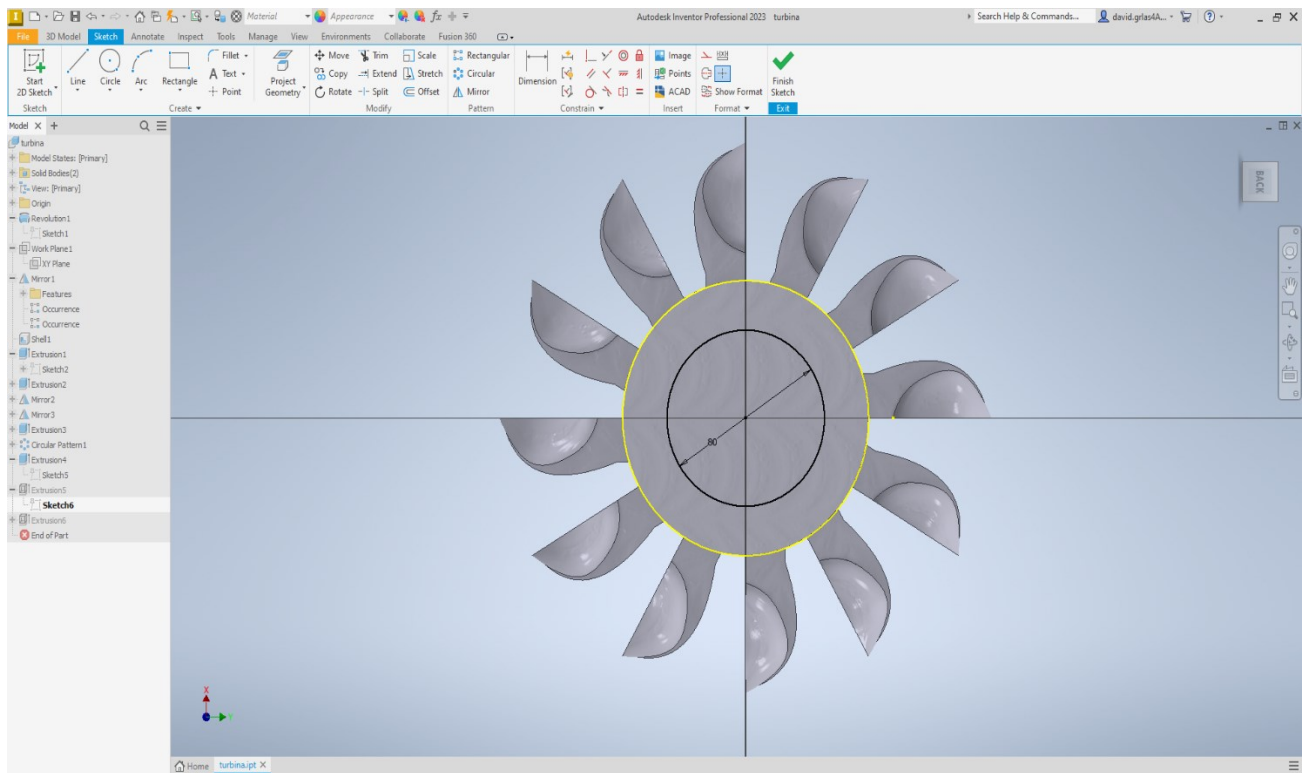 Material Appearance fx Autodesk Inventor Professional 2023 turbina Search Help & Commands... david.grlas4A...
File 3D Model Sketch Annotate Inspect Tools Manage View Environments Collaborate Fusion 360
Start 2D Sketch
Line
Circle
Arc
Rectangle
Fillet
Text
Point
Project Geometry
Move Trim Scale
Copy Extend Stretch
Rotate Split Offset
Rectangular
Circular
Mirror
Dimension
Image
Points
ACAD
Show Format
Finish Sketch
Sketch Create Modify Pattern Constrain Insert Format Exit
Model
turbina
Model States: [Primary]
Solid Bodies(2)
View: [Primary]
Origin
Revolution1
Sketch1
Work Plane1
XY Plane
Mirror1
Features
Occurrence
Occurrence
Shell1
Extrusion1
Sketch2
Extrusion2
Mirror2
Mirror3
Extrusion3
Circular Pattern1
Extrusion4
Sketch5
Extrusion5
Sketch6
Extrusion6
End of Part
BACK
80
X
Y
Home turbina.ipt